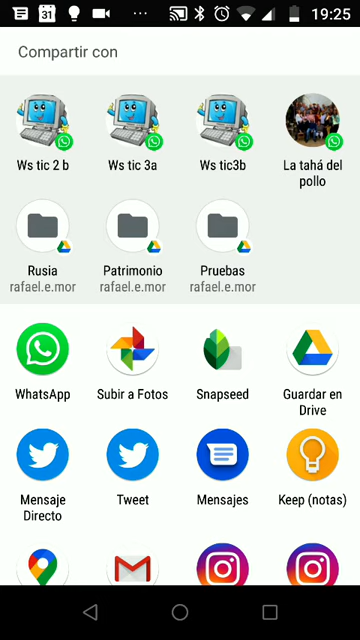 31 ... 19:25
Compartir con
Ws tic 2 b Ws tic 3a Ws tic3b La tahá del
pollo
Rusia Patrimonio Pruebas
rafael.e.mor rafael.e.mor rafael.e.mor
WhatsApp Subir a Fotos Snapseed Guardar en
Drive
Mensaje Tweet Mensajes Keep (notas)
Directo